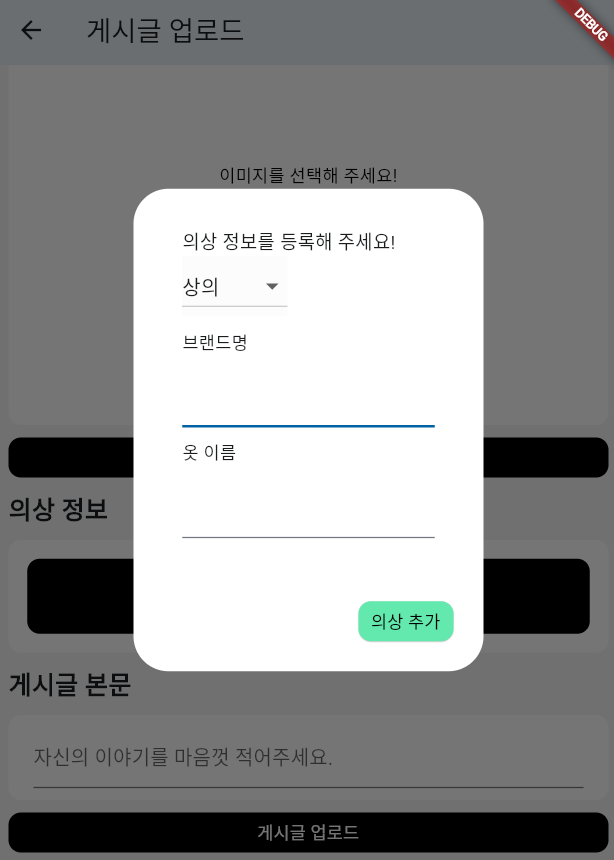 게시글 업로드
DEBUG
이미지를 선택해 주세요!
의상 정보를 등록해 주세요!
상의
브랜드명
옷 이름
의상 추가
의상 정보
게시글 본문
자신의 이야기를 마음껏 적어주세요.
게시글 업로드